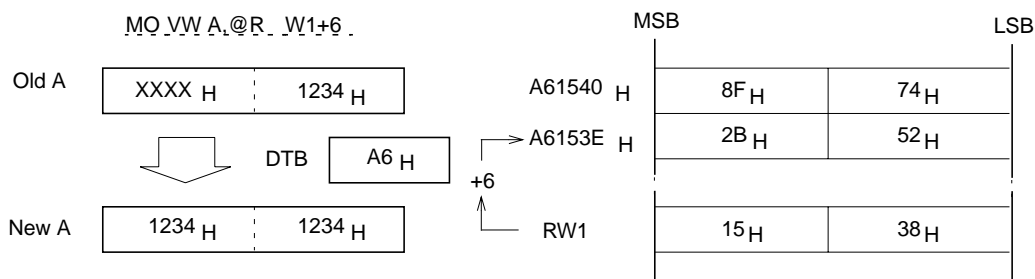 MO VW A,@R W1+6
MSB LSB
Old A XXXX H 1234 H A61540 H 8F H 74 H
DTB A6 H A6153E H 2B H 52 H
+6
New A 1234 H 1234 H RW1 15 H 38 H